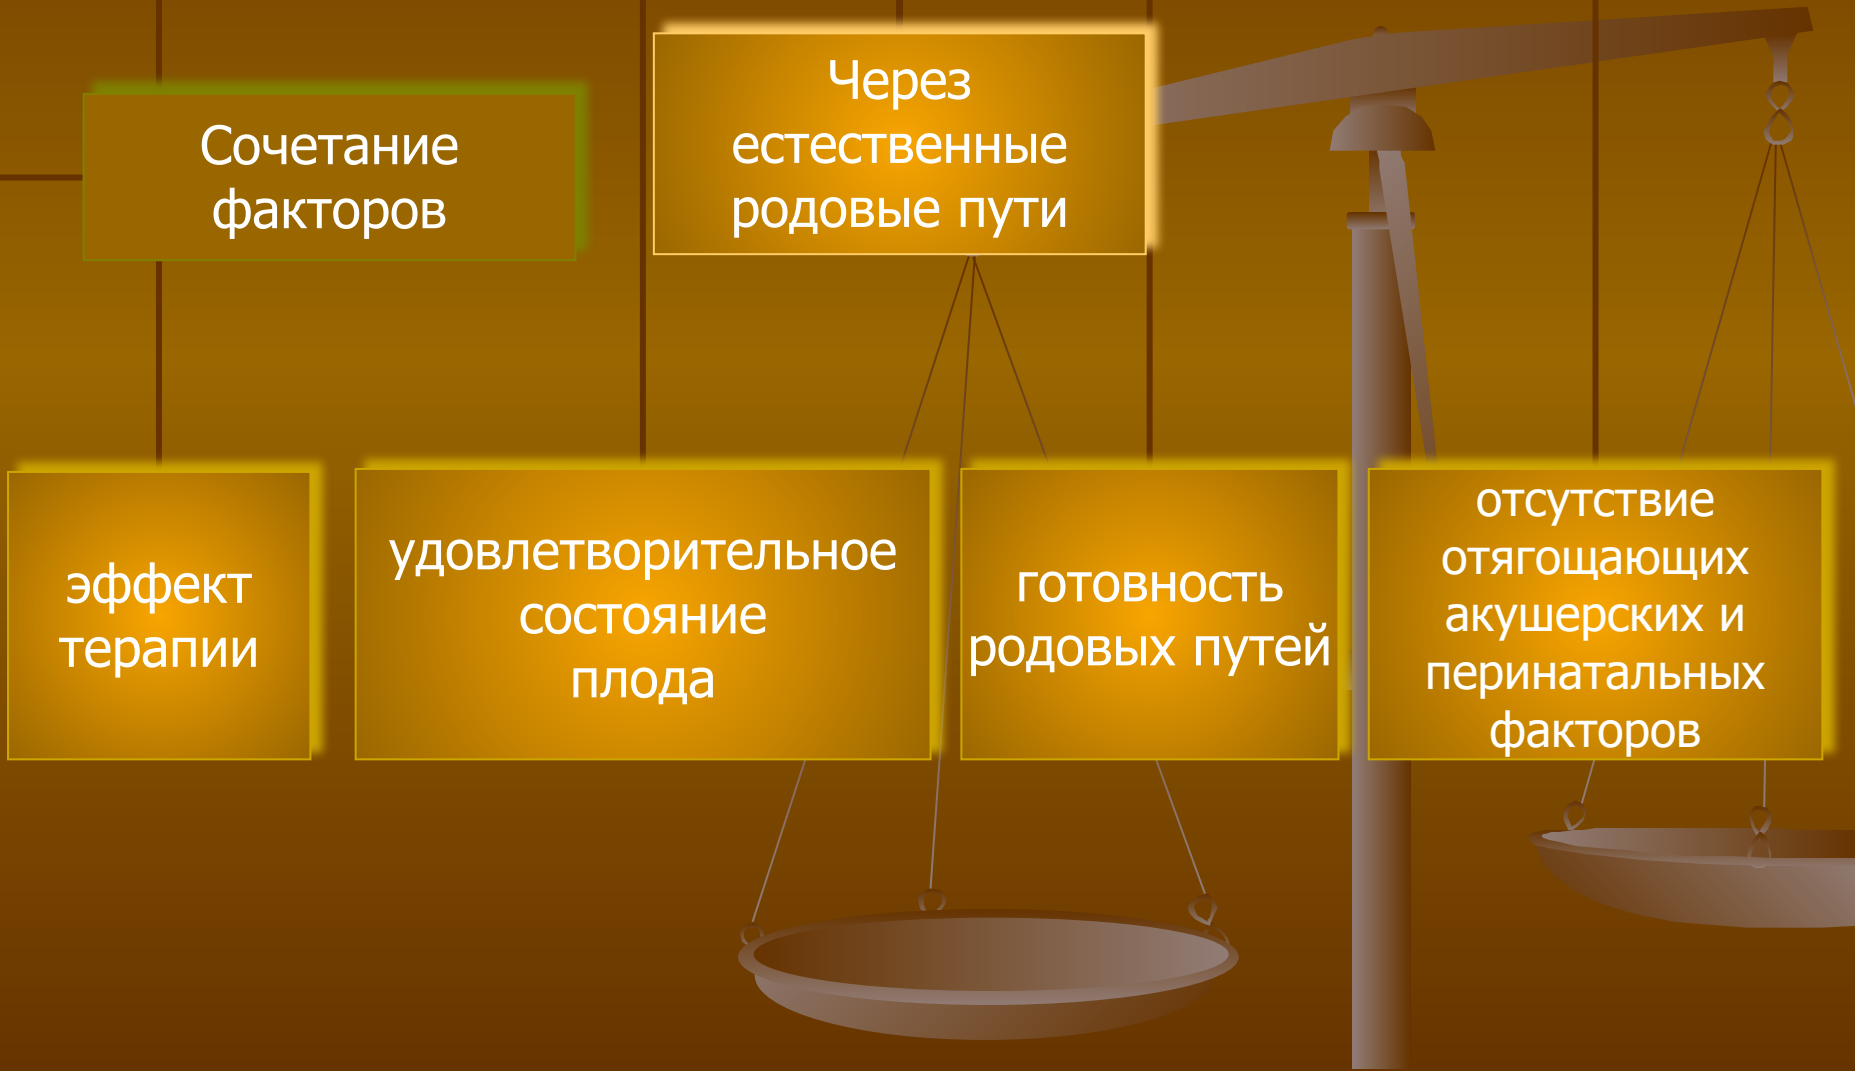 Сочетание
факторов
Через
естественные
родовые пути
эффект
терапии
удовлетворительное
состояние
плода
готовность
родовых путей
отсутствие
отягощающих
акушерских и
перинатальных
факторов